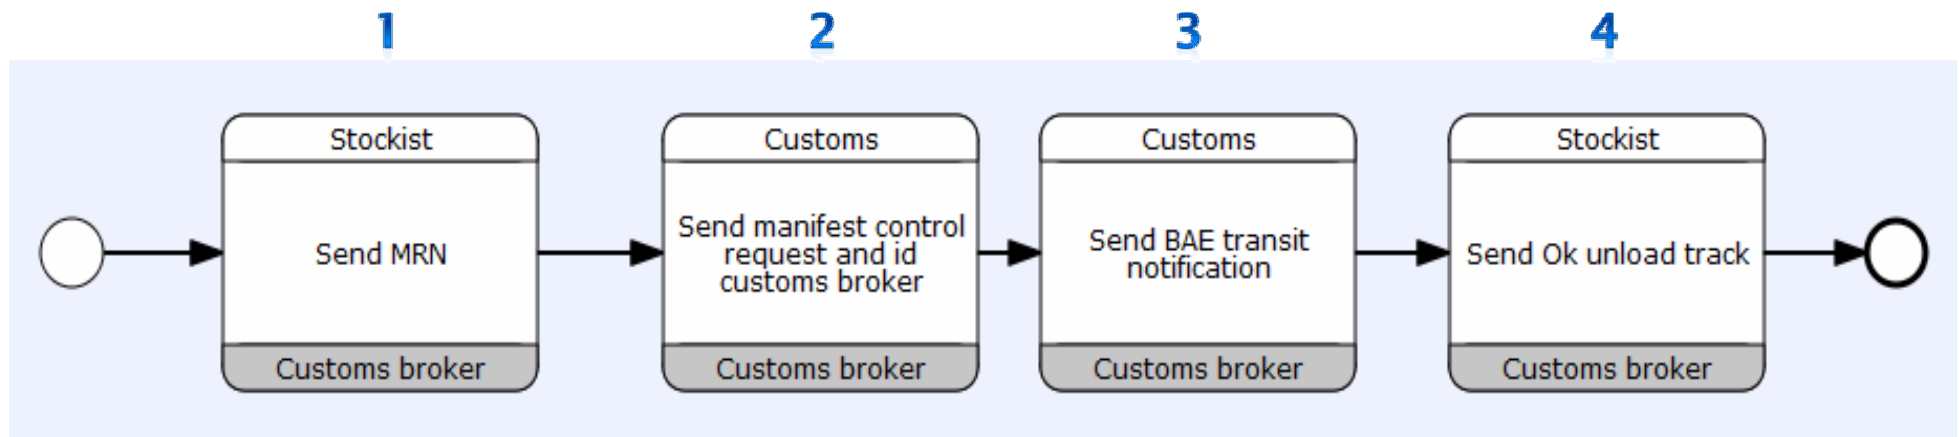 1
2
3
4
Stockist
Send MRN
Customs broker
Customs
Send manifest control
request and id
customs broker
Customs broker
Customs
Send BAE transit
notification
Customs broker
Stockist
Send Ok unload track
Customs broker